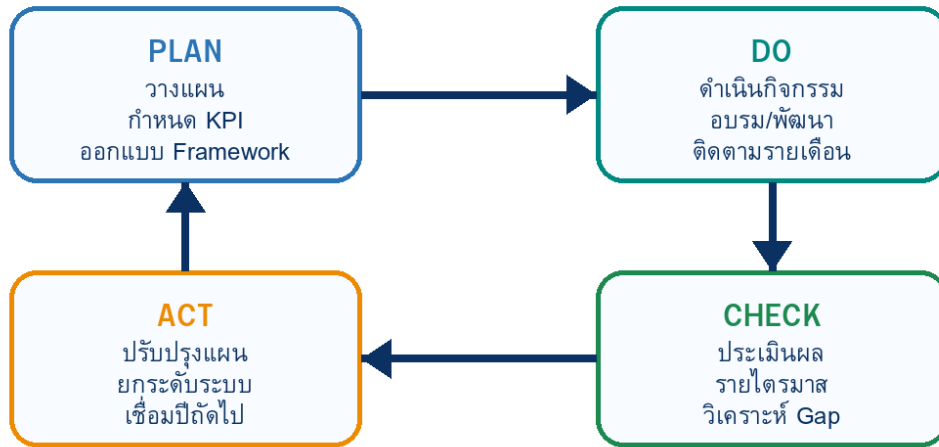 PLAN
วางแผน
กำหนด KPI
ออกแบบ Framework
DO
ดำเนินกิจกรรม
อบรม/พัฒนา
ติดตามรายเดือน
CHECK
ประเมินผล
รายไตรมาส
วิเคราะห์ Gap
ACT
ปรับปรุงแผน
ยกระดับระบบ
เชื่อมปีถัดไป